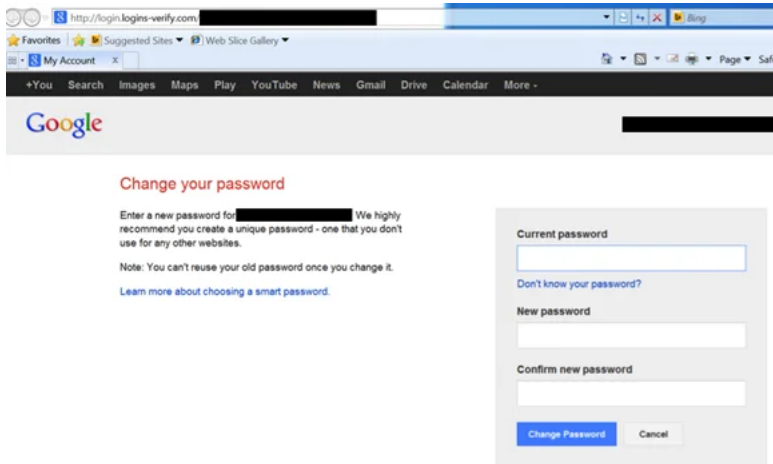 http://login.logins-verify.com/
Bing
Favorites Suggested Sites Web Slice Gallery
My Account x
Page Saf
+You Search Images Maps Play YouTube News Gmail Drive Calendar More
Google
Change your password
Enter a new password for We highly
recommend you create a unique password - one that you don't
use for any other websites.
Note: You can't reuse your old password once you change it.
Learn more about choosing a smart password.
Current password
Don't know your password?
New password
Confirm new password
Change Password Cancel